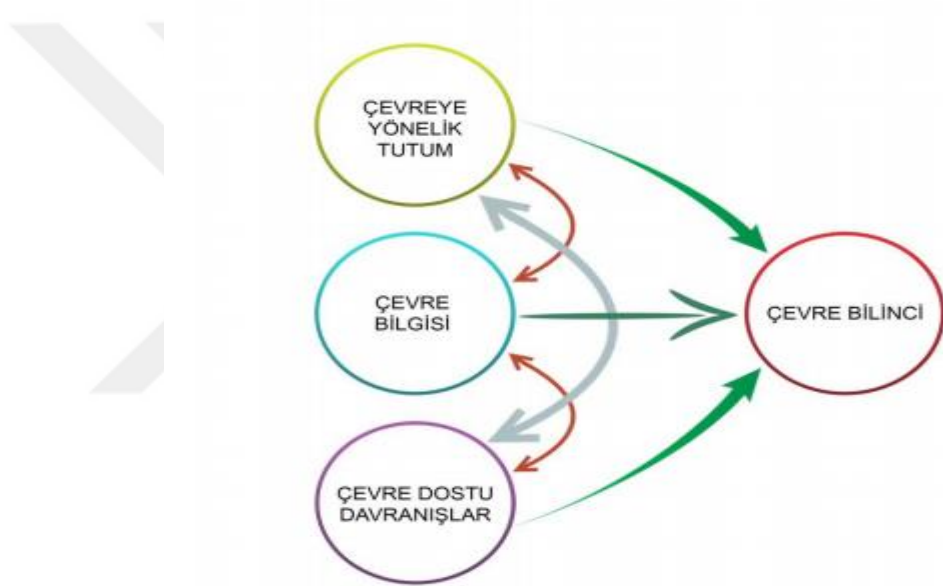 ÇEVREYE
YÖNELİK
TUTUM
ÇEVRE
BİLGİSİ
ÇEVRE BİLİNCİ
ÇEVRE DOSTU
DAVRANIŞLAR